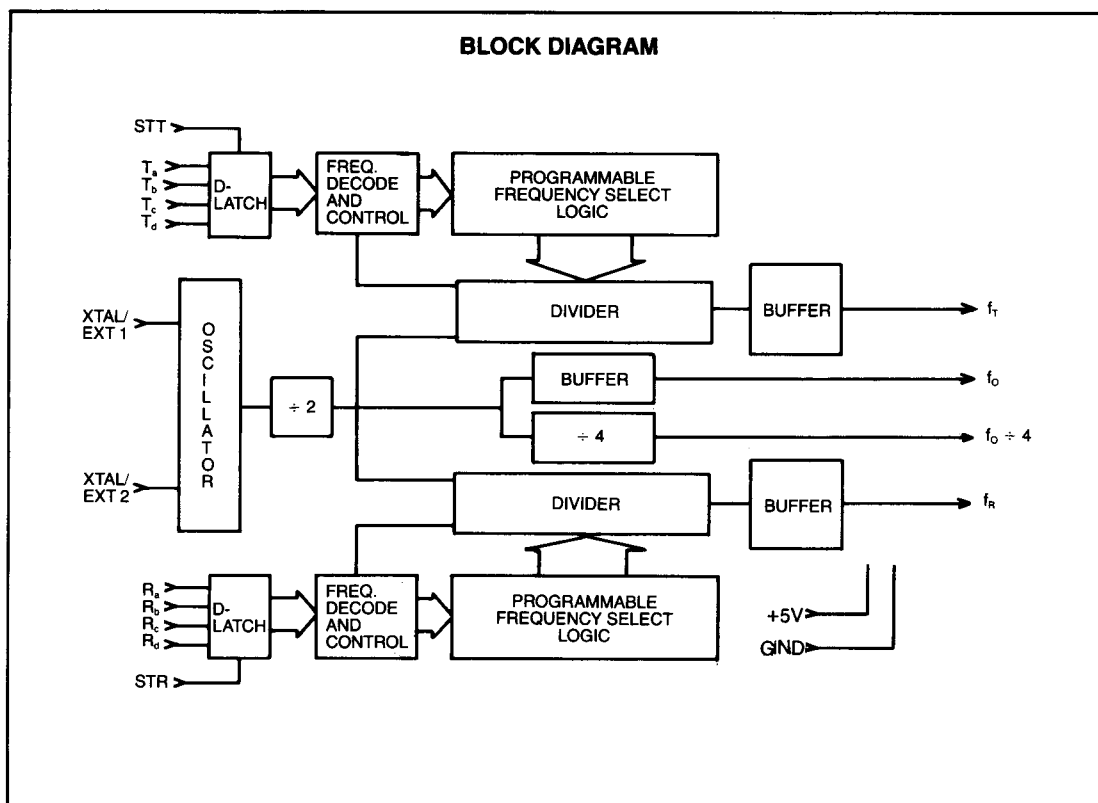 BLOCK DIAGRAM
STT
Ta
Tb
Tc
Td
D-
LATCH
FREQ.
DECODE
AND
CONTROL
PROGRAMMABLE
FREQUENCY SELECT
LOGIC
XTAL/
EXT 1
OSCILLATOR
DIVIDER
BUFFER
fT
÷ 2
BUFFER
fO
÷ 4
fO ÷ 4
XTAL/
EXT 2
DIVIDER
BUFFER
fR
Ra
Rb
Rc
Rd
D-
LATCH
FREQ.
DECODE
AND
CONTROL
PROGRAMMABLE
FREQUENCY SELECT
LOGIC
+5V
GIND
STR